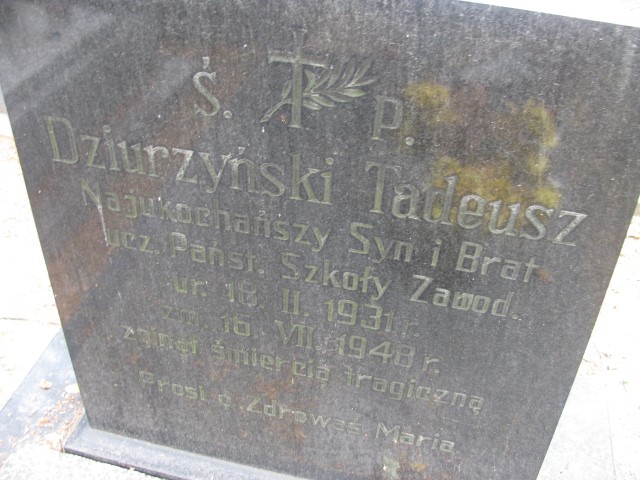 Ś. P.
Dziurzyński Tadeusz
Najukochańszy Syn i Brat
ucz. Państ. Szkoły Zawod.
ur. 18. II. 1931 r.
zm. 16. VII. 1948 r.
zginął śmiercią tragiczną
prosi o Zdrowaś Maria